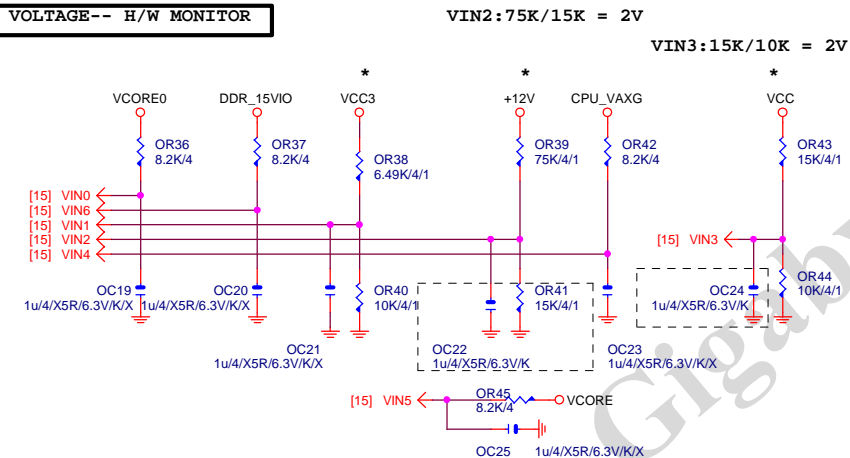 VOLTAGE-- H/W MONITOR
VIN2:75K/15K = 2V
VIN3:15K/10K = 2V
* * *
VCORE0 DDR_15VIO VCC3 +12V CPU_VAXG VCC
OR36
8.2K/4
OR37
8.2K/4
OR38
6.49K/4/1
OR39
75K/4/1
OR42
8.2K/4
OR43
15K/4/1
[15] VIN0
[15] VIN6
[15] VIN1
[15] VIN2
[15] VIN4
[15] VIN3
OC19
1u/4/X5R/6.3V/K/X
OC20
1u/4/X5R/6.3V/K/X
OR40
10K/4/1
OR41
15K/4/1
OC24
1u/4/X5R/6.3V/K
OR44
10K/4/1
OC21
1u/4/X5R/6.3V/K/X
OC22
1u/4/X5R/6.3V/K
OC23
1u/4/X5R/6.3V/K/X
[15] VIN5
OR45
8.2K/4
VCORE
OC25 1u/4/X5R/6.3V/K/X
Gigab